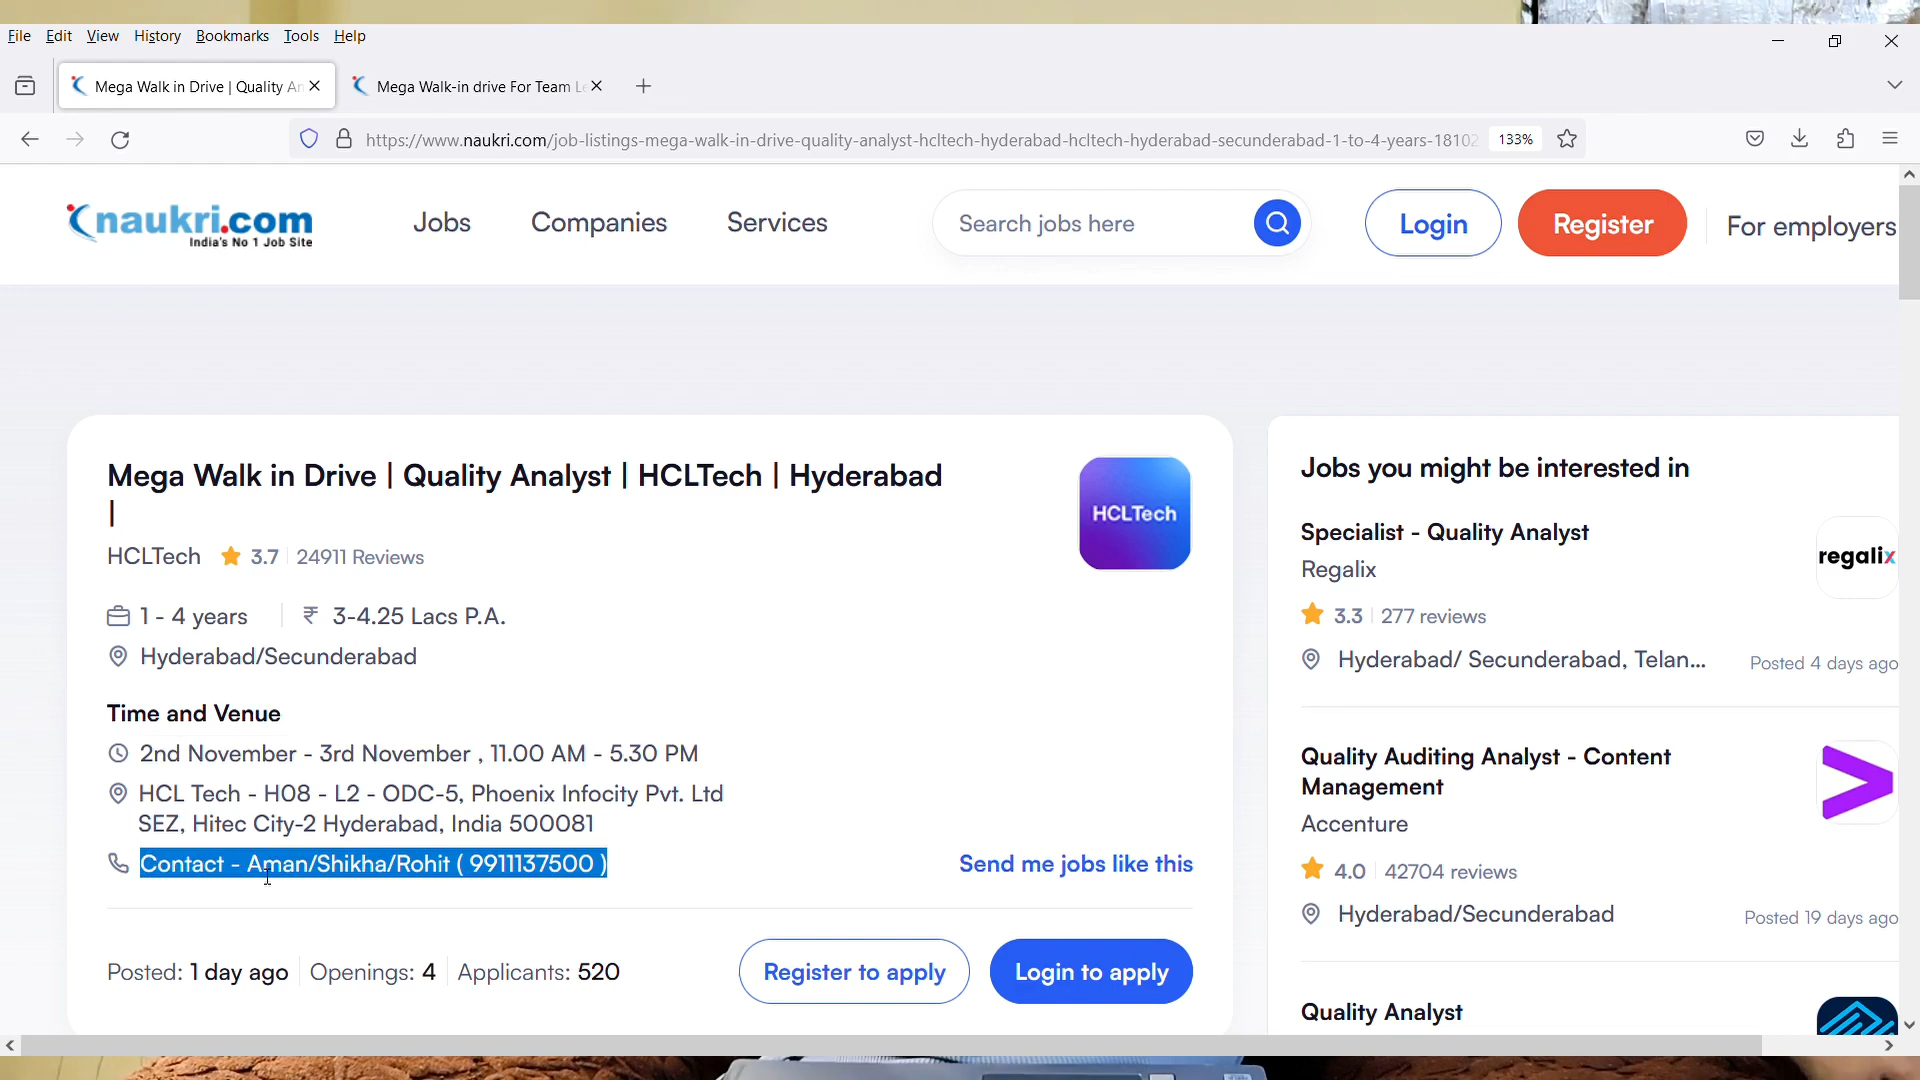 File Edit View History Bookmarks Tools Help
Mega Walk in Drive | Quality An
Mega Walk-in drive For Team Le
https://www.naukri.com/job-listings-mega-walk-in-drive-quality-analyst-hcltech-hyderabad-hcltech-hyderabad-secunderabad-1-to-4-years-18102
133%
naukri.com
India's No 1 Job Site
Jobs
Companies
Services
Search jobs here
Login
Register
For employers
Mega Walk in Drive | Quality Analyst | HCLTech | Hyderabad
|
HCLTech 3.7 24911 Reviews
HCLTech
1 - 4 years ₹ 3-4.25 Lacs P.A.
Hyderabad/Secunderabad
Time and Venue
2nd November - 3rd November , 11.00 AM - 5.30 PM
HCL Tech - H08 - L2 - ODC-5, Phoenix Infocity Pvt. Ltd
SEZ, Hitec City-2 Hyderabad, India 500081
Contact - Aman/Shikha/Rohit ( 9911137500 )
Send me jobs like this
Posted: 1 day ago Openings: 4 Applicants: 520
Register to apply
Login to apply
Jobs you might be interested in
Specialist - Quality Analyst
Regalix
regalix
3.3 277 reviews
Hyderabad/ Secunderabad, Telan...
Posted 4 days ago
Quality Auditing Analyst - Content
Management
Accenture
4.0 42704 reviews
Hyderabad/Secunderabad
Posted 19 days ago
Quality Analyst